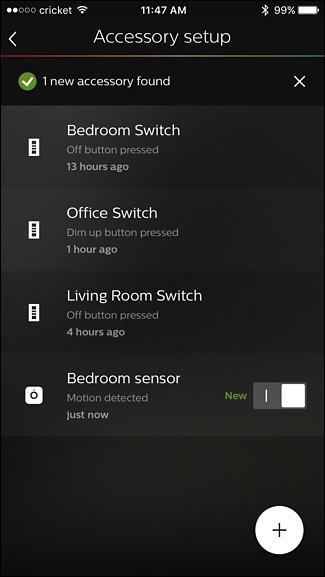 cricket 11:47 AM 99%
Accessory setup
1 new accessory found
Bedroom Switch
Off button pressed
13 hours ago
Office Switch
Dim up button pressed
1 hour ago
Living Room Switch
Off button pressed
4 hours ago
Bedroom sensor
Motion detected
New
just now